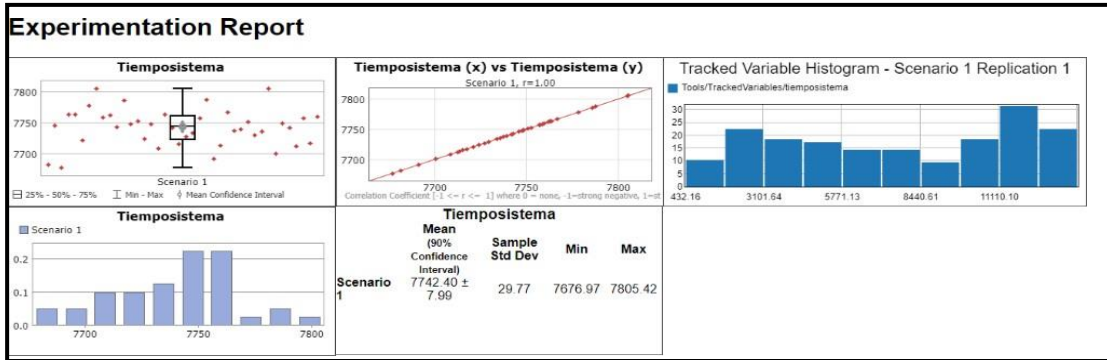 Experimentation Report
Tiemposistema
7800
7750
7700
Scenario 1
25% - 50% - 75% Min - Max Mean Confidence Interval
Tiemposistema (x) vs Tiemposistema (y)
Scenario 1, r=1.00
7800
7750
7700
7700 7750 7800
Correlation Coefficient [-1 <= r <= 1] where 0 = none, -1=strong negative, 1=st
Tracked Variable Histogram - Scenario 1 Replication 1
Tools/TrackedVariables/tiemposistema
30
25
20
15
10
5
0
432.16 3101.64 5771.13 8440.61 11110.10
Tiemposistema
Scenario 1
0.2
0.1
0.0
7700 7750 7800
Tiemposistema
Mean
(90%
Confidence
Interval)
Sample
Std Dev
Min
Max
Scenario
1
7742.40 ±
7.99
29.77
7676.97
7805.42